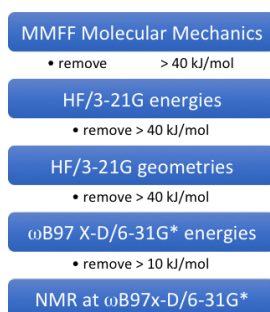 MMFF Molecular Mechanics
• remove > 40 kJ/mol
HF/3-21G energies
• remove > 40 kJ/mol
HF/3-21G geometries
• remove > 40 kJ/mol
ωB97 X-D/6-31G* energies
• remove > 10 kJ/mol
NMR at ωB97x-D/6-31G*